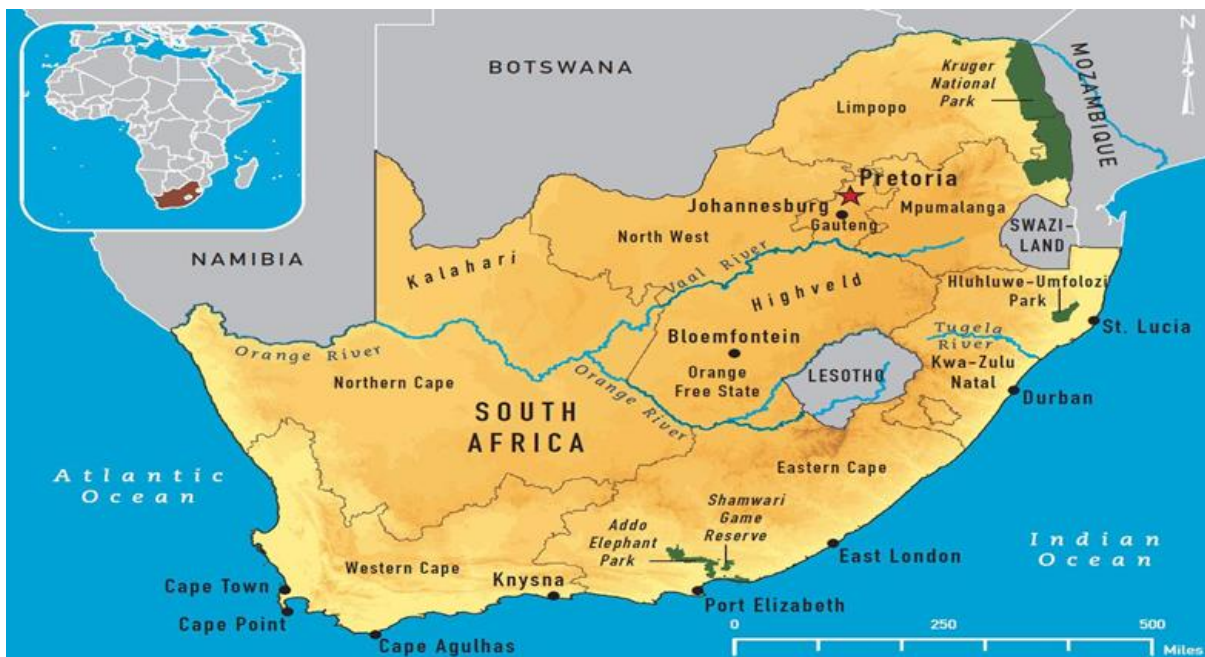 N
BOTSWANA
MOZAMBIQUE
Kruger
National
Park
Limpopo
Pretoria
Johannesburg
Gauteng
Mpumalanga
SWAZI-
LAND
North West
NAMIBIA
Kalahari
Vaal River
Highveld
Hluhluwe-Umfolozi
Park
St. Lucia
Bloemfontein
Tugela
River
Orange River
Northern Cape
Orange
Free State
LESOTHO
Kwa-Zulu
Natal
Durban
Orange River
SOUTH
AFRICA
Atlantic
Ocean
Eastern Cape
Shamwari
Game
Reserve
Addo
Elephant
Park
Indian
Ocean
East London
Western Cape
Knysna
Cape Town
Port Elizabeth
Cape Point
Cape Agulhas
0 250 500
Miles